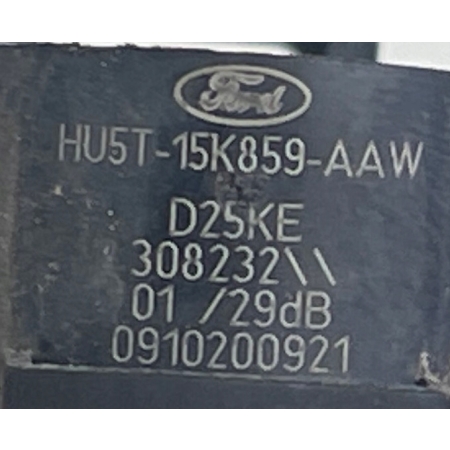 Ford
HU5T-15K859-AAW
D25KE
308232\\
01 /29dB
0910200921